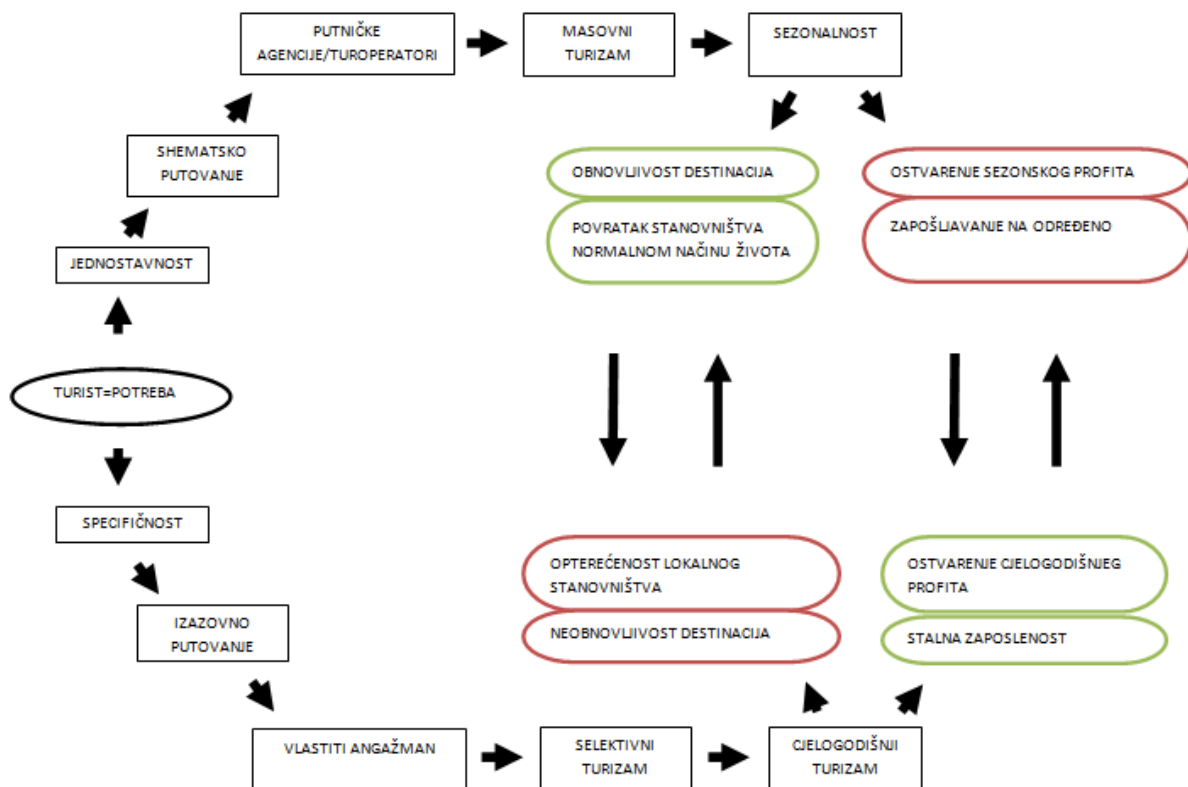 PUTNIČKE
AGENCIJE/TUROPERATORI
MASOVNI
TURIZAM
SEZONALNOST
SHEMATSKO
PUTOVANJE
OBNOVLJIVOST DESTINACIJA
OSTVARENJE SEZONSKOG PROFITA
POVRATAK STANOVNIŠTVA
NORMALNOM NAČINU ŽIVOTA
ZAPOŠLJAVANJE NA ODREĐENO
JEDNOSTAVNOST
TURIST=POTREBA
SPECIFIČNOST
OPTEREĆENOST LOKALNOG
STANOVNIŠTVA
OSTVARENJE CJELOGODIŠNJEG
PROFITA
IZAZOVNO
PUTOVANJE
NEOBNOVLJIVOST DESTINACIJA
STALNA ZAPOSLENOST
VLASTITI ANGAŽMAN
SELEKTIVNI
TURIZAM
CJELOGODIŠNJI
TURIZAM